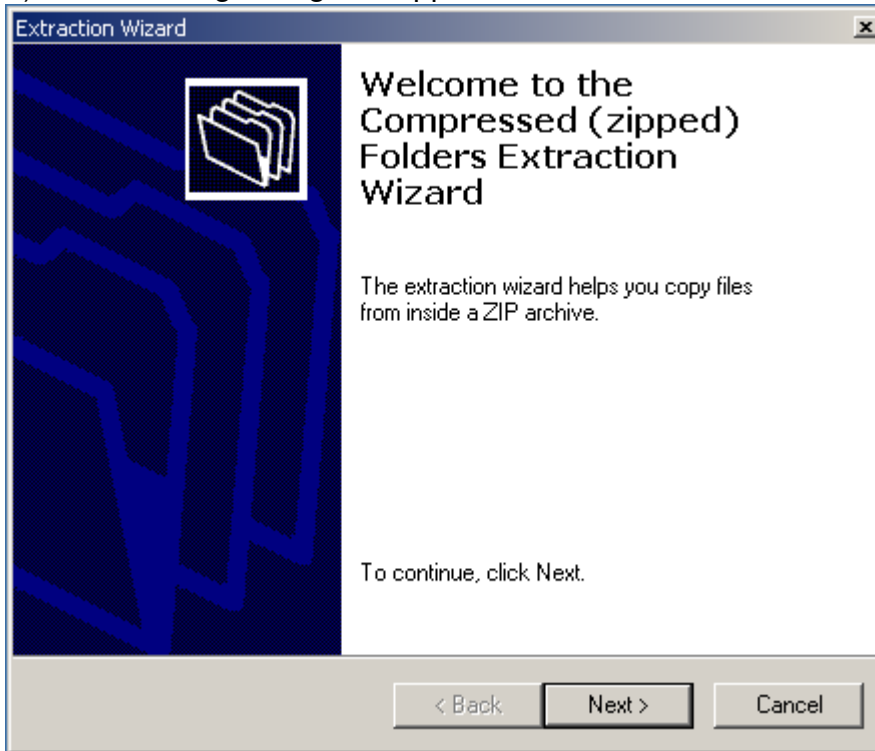 Extraction Wizard
Welcome to the
Compressed (zipped)
Folders Extraction
Wizard
The extraction wizard helps you copy files
from inside a ZIP archive.
To continue, click Next.
< Back
Next >
Cancel